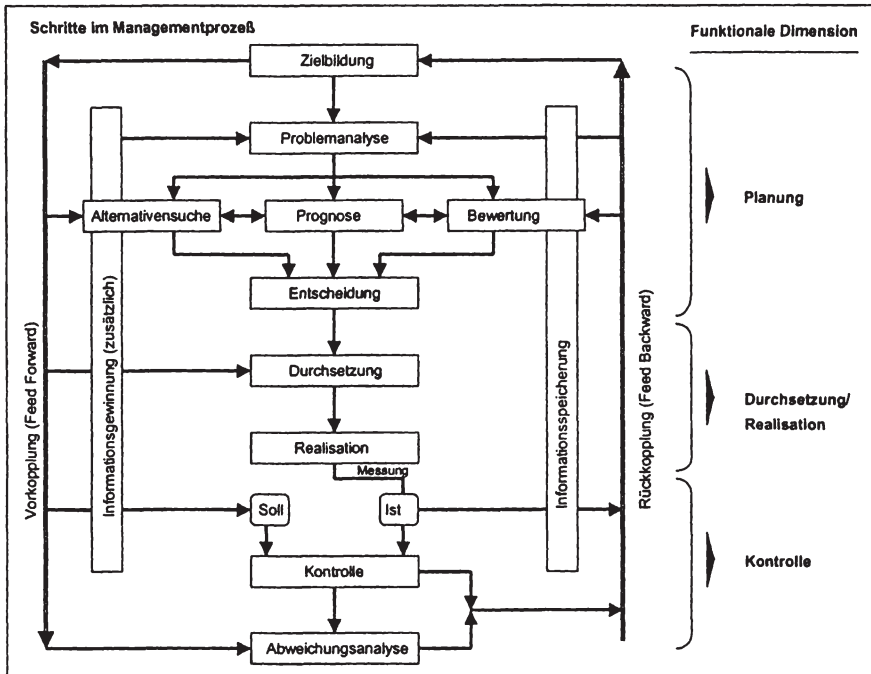 Schritte im Managementprozeß
Funktionale Dimension
Zielbildung
Problemanalyse
Alternativensuche
Prognose
Bewertung
Planung
Entscheidung
Vorkopplung (Feed Forward)
Informationsgewinnung (zusätzlich)
Informationsspeicherung
Rückkopplung (Feed Backward)
Durchsetzung
Durchsetzung/
Realisation
Realisation
Messung
Soll
Ist
Kontrolle
Kontrolle
Abweichungsanalyse